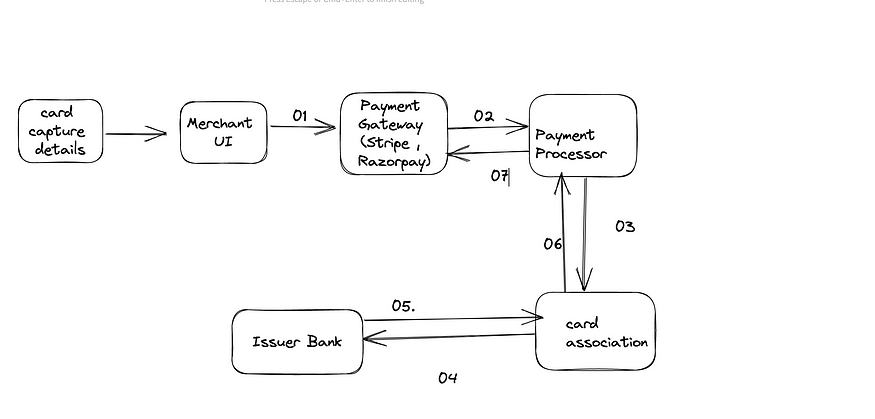 card
capture
details
Merchant
UI
01
Payment
Gateway
(Stripe ,
Razorpay)
02
07
Payment
Processor
03
06
05.
Issuer Bank
04
card
association